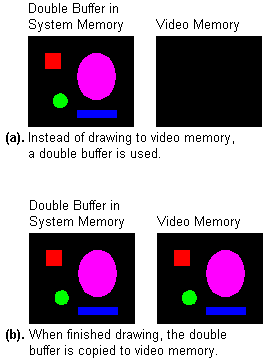 Double Buffer in
System Memory
Video Memory
(a). Instead of drawing to video memory,
a double buffer is used.
Double Buffer in
System Memory
Video Memory
(b). When finished drawing, the double
buffer is copied to video memory.